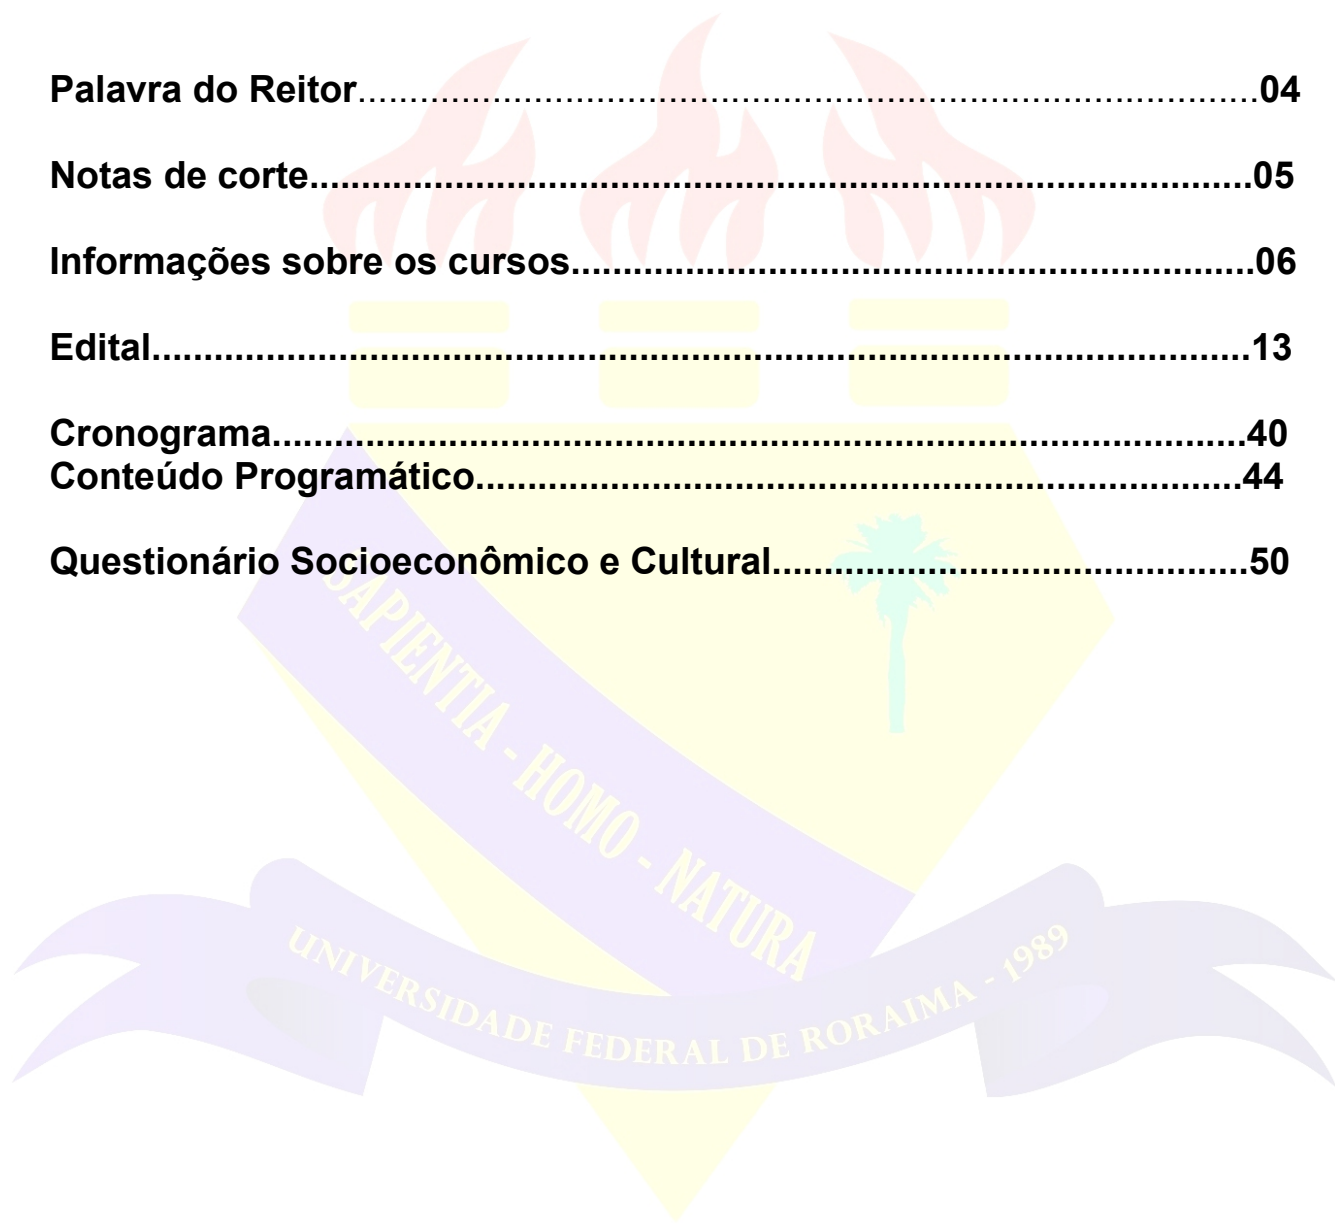 Palavra do Reitor........................................................................................04
Notas de corte...........................................................................................05
Informações sobre os cursos..................................................................06
Edital..........................................................................................................13
Cronograma..............................................................................................40
Conteúdo Programático..........................................................................44
Questionário Socioeconômico e Cultural..............................................50
SAPIENTIA - HOMO - NATURA
UNIVERSIDADE FEDERAL DE RORAIMA - 1989